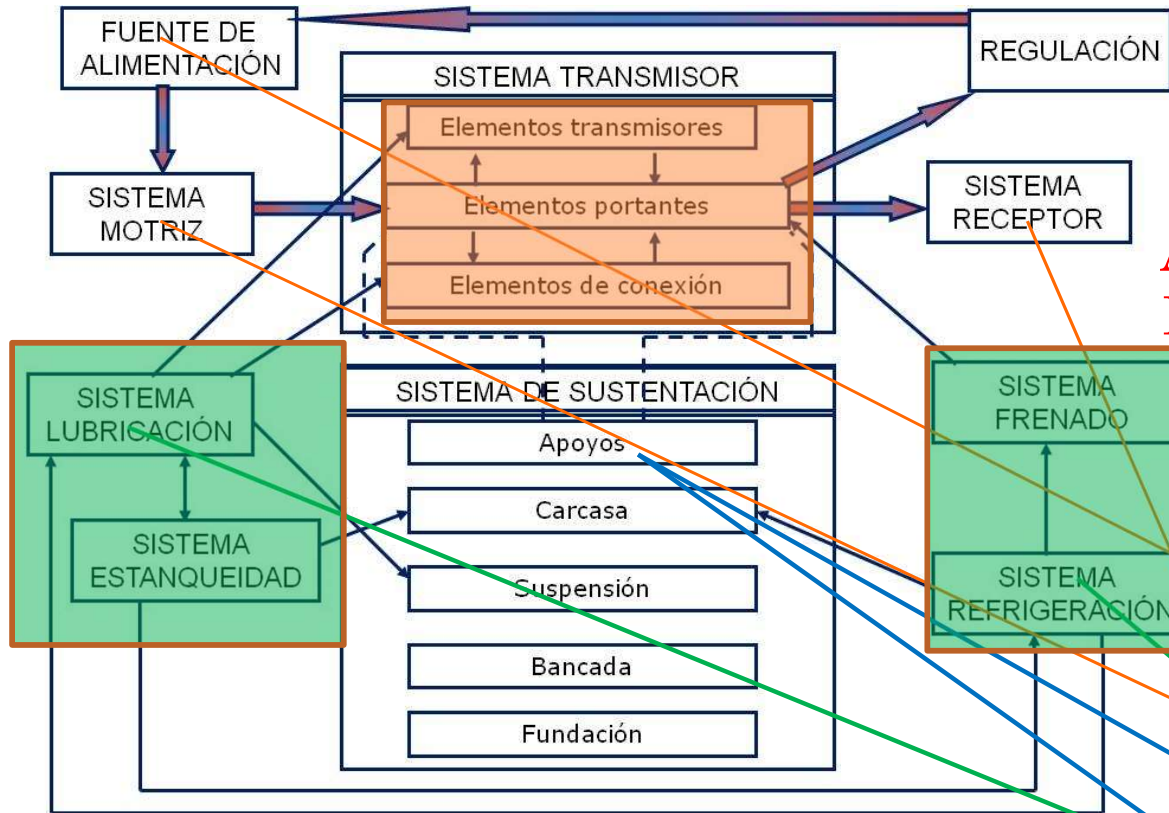 FUENTE DE
ALIMENTACIÓN
REGULACIÓN
SISTEMA TRANSMISOR
Elementos transmisores
SISTEMA
MOTRIZ
Elementos portantes
SISTEMA
RECEPTOR
Elementos de conexión
SISTEMA
LUBRICACIÓN
SISTEMA DE SUSTENTACIÓN
SISTEMA
FRENADO
Apoyos
Carcasa
SISTEMA
ESTANQUEIDAD
Suspensión
SISTEMA
REFRIGERACIÓN
Bancada
Fundación